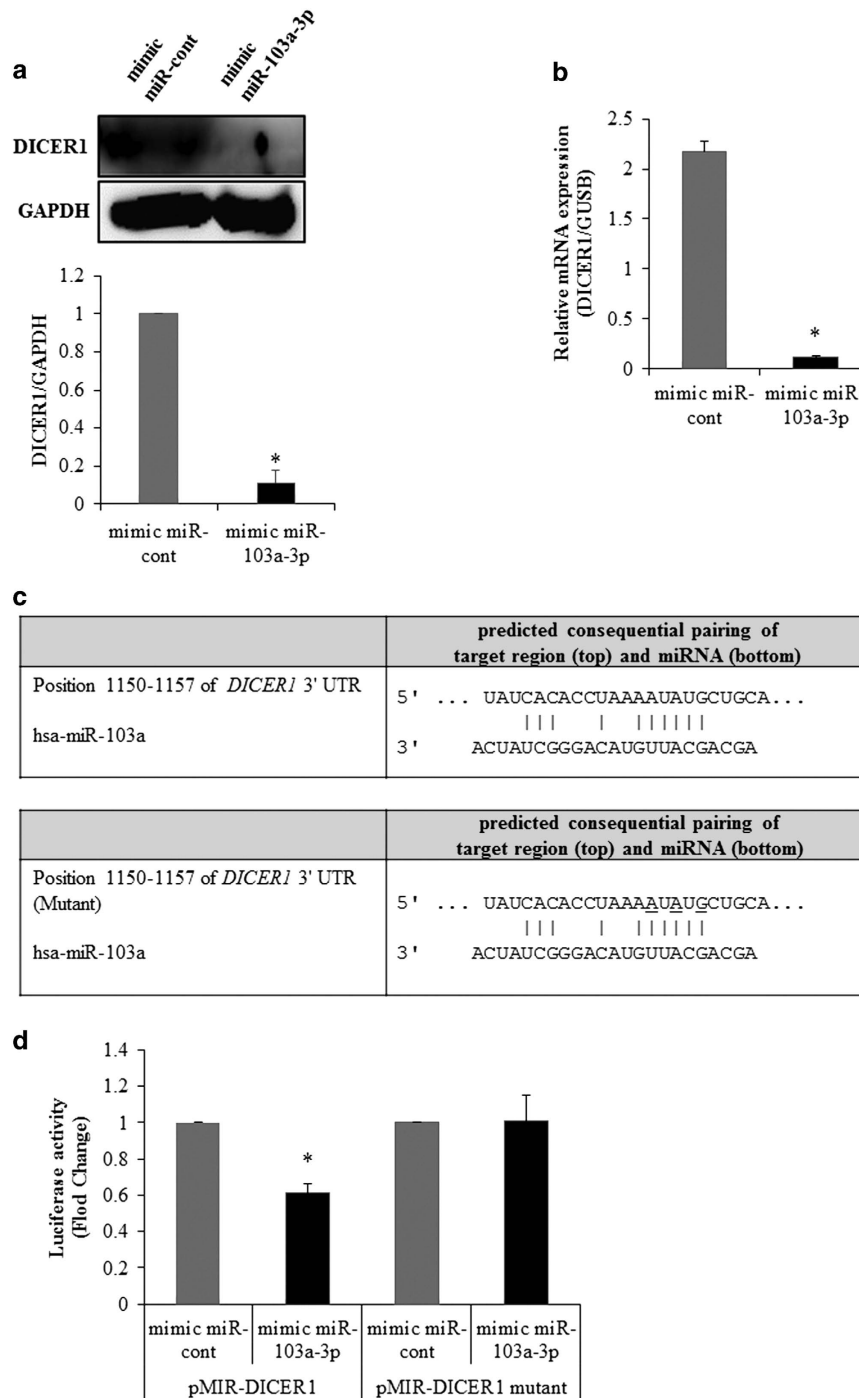 a
mimic
miR-cont
mimic
miR-103a-3p
DICER1
GAPDH
DICER1/GAPDH
1.2
1
0.8
0.6
0.4
0.2
0
*
mimic miR-
cont
mimic miR-
103a-3p
b
Relative mRNA expression
(DICER1/GUSB)
2.5
2
1.5
1
0.5
0
*
mimic miR-
cont
mimic miR
103a-3p
c
predicted consequential pairing of
target region (top) and miRNA (bottom)
Position 1150-1157 of DICER1 3' UTR
5' ... UAUCACACCUAAAAUAUGCUGCA...
||| | ||||||
hsa-miR-103a
3' ACUAUCGGGACAUGUUACGACGA
predicted consequential pairing of
target region (top) and miRNA (bottom)
Position 1150-1157 of DICER1 3' UTR
(Mutant)
5' ... UAUCACACCUAAAAUAUGCUGCA...
||| | ||||||
hsa-miR-103a
3' ACUAUCGGGACAUGUUACGACGA
d
Luciferase activity
(Flod Change)
1.4
1.2
1
0.8
0.6
0.4
0.2
0
*
mimic miR-
cont
mimic miR-
103a-3p
mimic miR-
cont
mimic miR-
103a-3p
pMIR-DICER1
pMIR-DICER1 mutant